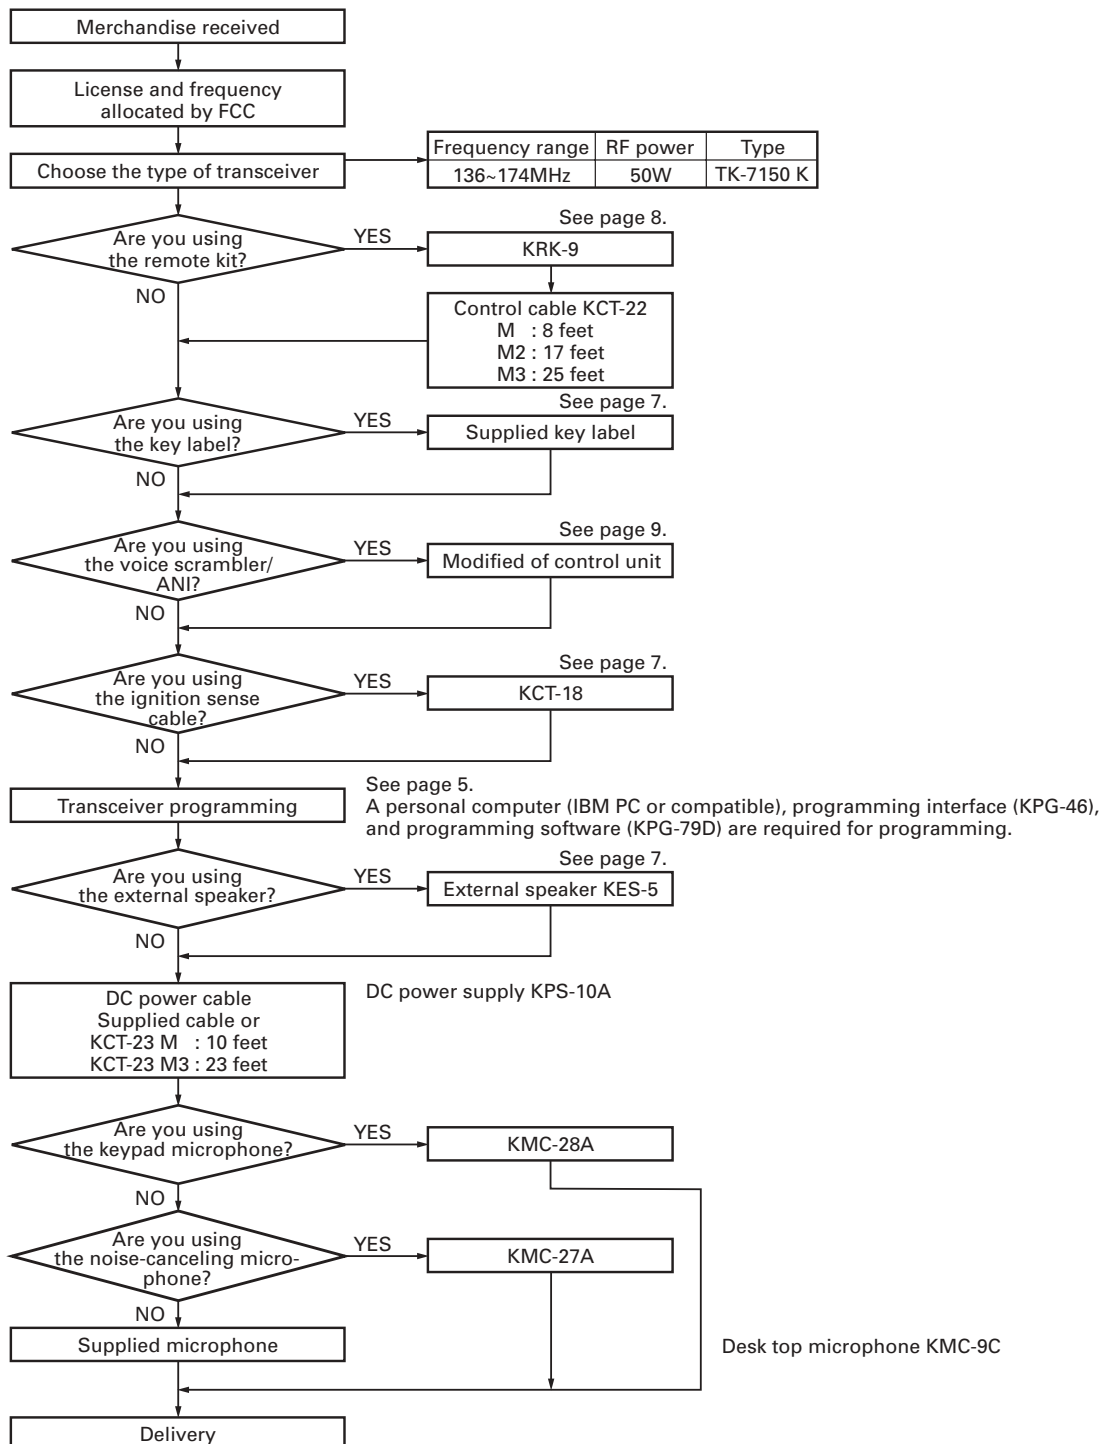 Merchandise received
License and frequency
allocated by FCC
Choose the type of transceiver
Frequency range RF power Type
136~174MHz 50W TK-7150 K
See page 8.
Are you using
the remote kit?
YES
KRK-9
NO
Control cable KCT-22
M : 8 feet
M2 : 17 feet
M3 : 25 feet
See page 7.
Are you using
the key label?
YES
Supplied key label
NO
See page 9.
Are you using
the voice scrambler/
ANI?
YES
Modified of control unit
NO
See page 7.
Are you using
the ignition sense
cable?
YES
KCT-18
NO
Transceiver programming
See page 5.
A personal computer (IBM PC or compatible), programming interface (KPG-46),
and programming software (KPG-79D) are required for programming.
See page 7.
Are you using
the external speaker?
YES
External speaker KES-5
NO
DC power cable
Supplied cable or
KCT-23 M : 10 feet
KCT-23 M3 : 23 feet
DC power supply KPS-10A
Are you using
the keypad microphone?
YES
KMC-28A
NO
Are you using
the noise-canceling micro-
phone?
YES
KMC-27A
NO
Supplied microphone
Desk top microphone KMC-9C
Delivery